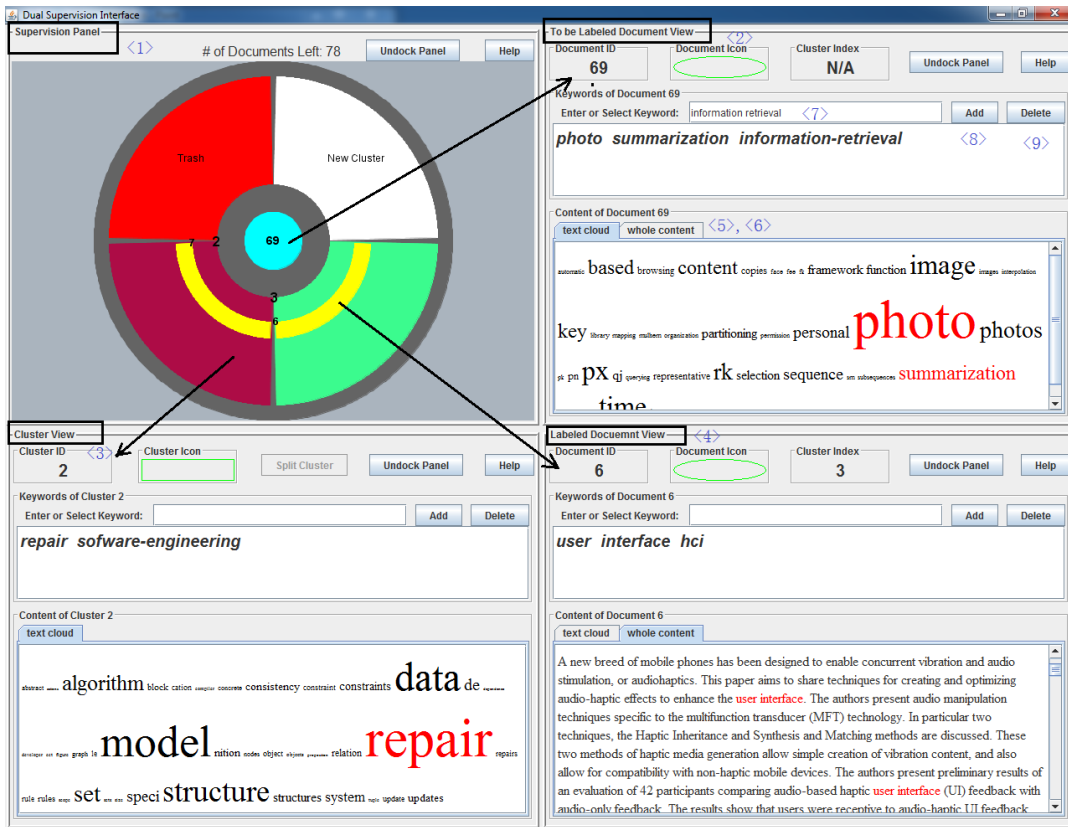 Dual Supervision Interface
Supervision Panel
<1>
# of Documents Left: 78
Undock Panel
Help
Trash
New Cluster
7
2
69
3
6
To be Labeled Document View
<2>
Document ID
69
Document Icon
Cluster Index
N/A
Undock Panel
Help
Keywords of Document 69
Enter or Select Keyword:
information retrieval
<7>
Add
Delete
photo summarization information-retrieval
<8>
<9>
Content of Document 69
text cloud
whole content
<5>, <6>
automatic based browsing content copies face fee & framework function image images interpolation
key library mapping multimm organization partitioning permission personal photo photos
pk pn px qj querying representative rk selection sequence sm subsequences summarization
time
Cluster View
Cluster ID
<3>
2
Cluster Icon
Split Cluster
Undock Panel
Help
Keywords of Cluster 2
Enter or Select Keyword:
Add
Delete
repair sofware-engineering
Content of Cluster 2
text cloud
abstract algorithm block cation concrete consistency constraint constraints data de
developer figure graph le model nition nodes object objects relation repair repairs
rule rules set speci structure structures system update updates
Labeled Docuemnt View
<4>
Document ID
6
Document Icon
Cluster Index
3
Undock Panel
Help
Keywords of Document 6
Enter or Select Keyword:
Add
Delete
user interface hci
Content of Document 6
text cloud
whole content
A new breed of mobile phones has been designed to enable concurrent vibration and audio
stimulation, or audiohaptics. This paper aims to share techniques for creating and optimizing
audio-haptic effects to enhance the user interface. The authors present audio manipulation
techniques specific to the multifunction transducer (MFT) technology. In particular two
techniques, the Haptic Inheritance and Synthesis and Matching methods are discussed. These
two methods of haptic media generation allow simple creation of vibration content, and also
allow for compatibility with non-haptic mobile devices. The authors present preliminary results of
an evaluation of 42 participants comparing audio-based haptic user interface (UI) feedback with
audio-only feedback. The results show that users were receptive to audio-haptic UI feedback